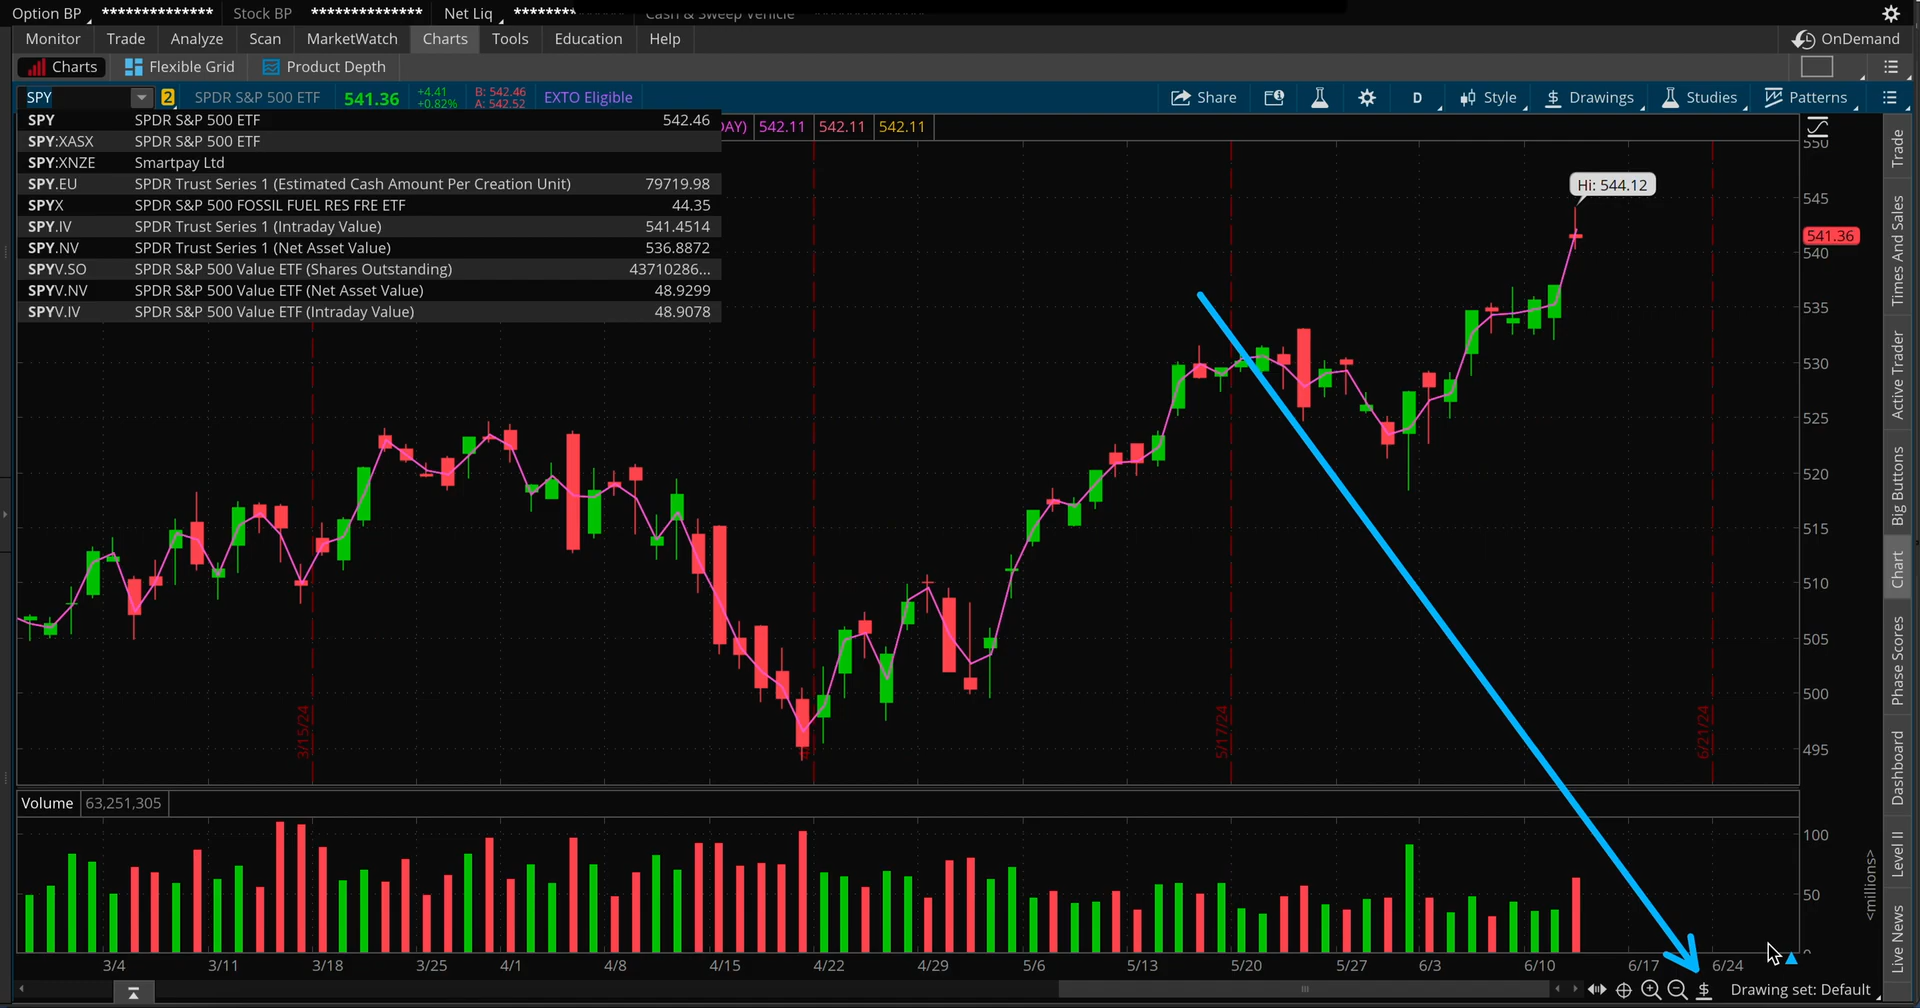 Option BP ************** Stock BP ************** Net Liq ********
Cash & Sweep Vehicle
Monitor Trade Analyze Scan MarketWatch Charts Tools Education Help OnDemand
Charts Flexible Grid Product Depth
SPY 2 SPDR S&P 500 ETF 541.36 +4.41 B: 542.46 EXTO Eligible Share D Style $ Drawings Studies Patterns
+0.82% A: 542.52
SPY SPDR S&P 500 ETF 542.46
DAY) 542.11 542.11 542.11
SPY:XASX SPDR S&P 500 ETF
SPY:XNZE Smartpay Ltd
SPY.EU SPDR Trust Series 1 (Estimated Cash Amount Per Creation Unit) 79719.98
SPYX SPDR S&P 500 FOSSIL FUEL RES FRE ETF 44.35
SPY.IV SPDR Trust Series 1 (Intraday Value) 541.4514
SPY.NV SPDR Trust Series 1 (Net Asset Value) 536.8872
SPYV.SO SPDR S&P 500 Value ETF (Shares Outstanding) 43710286...
SPYV.NV SPDR S&P 500 Value ETF (Net Asset Value) 48.9299
SPYV.IV SPDR S&P 500 Value ETF (Intraday Value) 48.9078
Hi: 544.12
550
545
541.36
540
535
530
525
520
515
510
505
500
495
3/15/24
5/17/24
6/21/24
Volume 63,251,305
100
50
0
<millions>
3/4 3/11 3/18 3/25 4/1 4/8 4/15 4/22 4/29 5/6 5/13 5/20 5/27 6/3 6/10 6/17 6/24
$ Drawing set: Default
Trade
Times And Sales
Active Trader
Big Buttons
Chart
Phase Scores
Dashboard
Level II
Live News